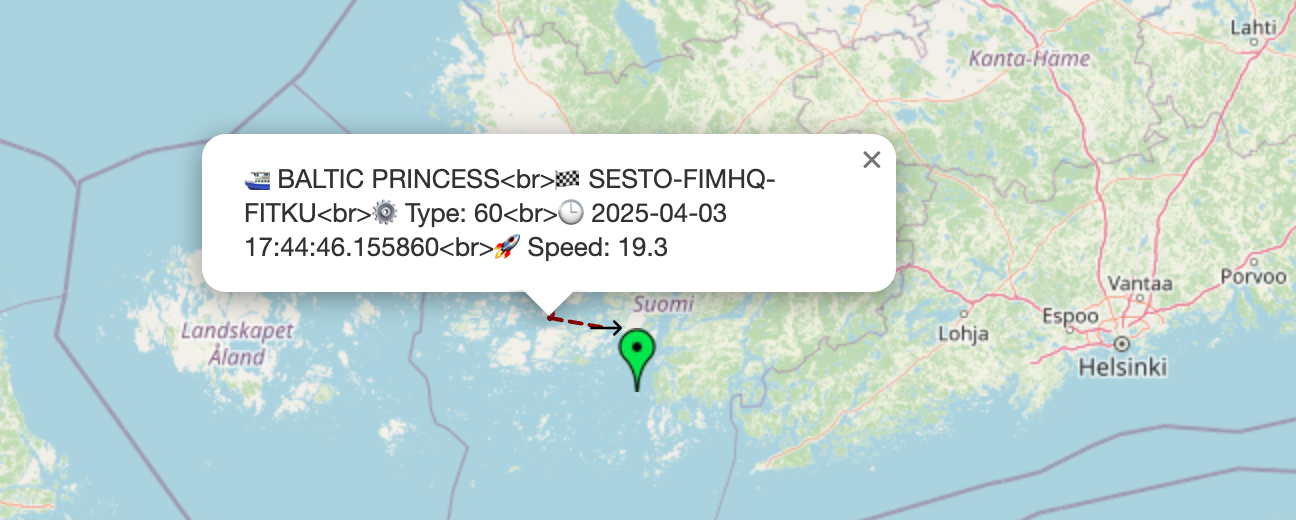 Lahti
Kanta-Häme
🛳️ BALTIC PRINCESS<br>🏁 SESTO-FIMHQ-
FITKU<br>⚙️ Type: 60<br>🕒 2025-04-03
17:44:46.155860<br>🚀 Speed: 19.3
×
Suomi
Landskapet
Åland
Porvoo
Vantaa
Espoo
Lohja
Helsinki